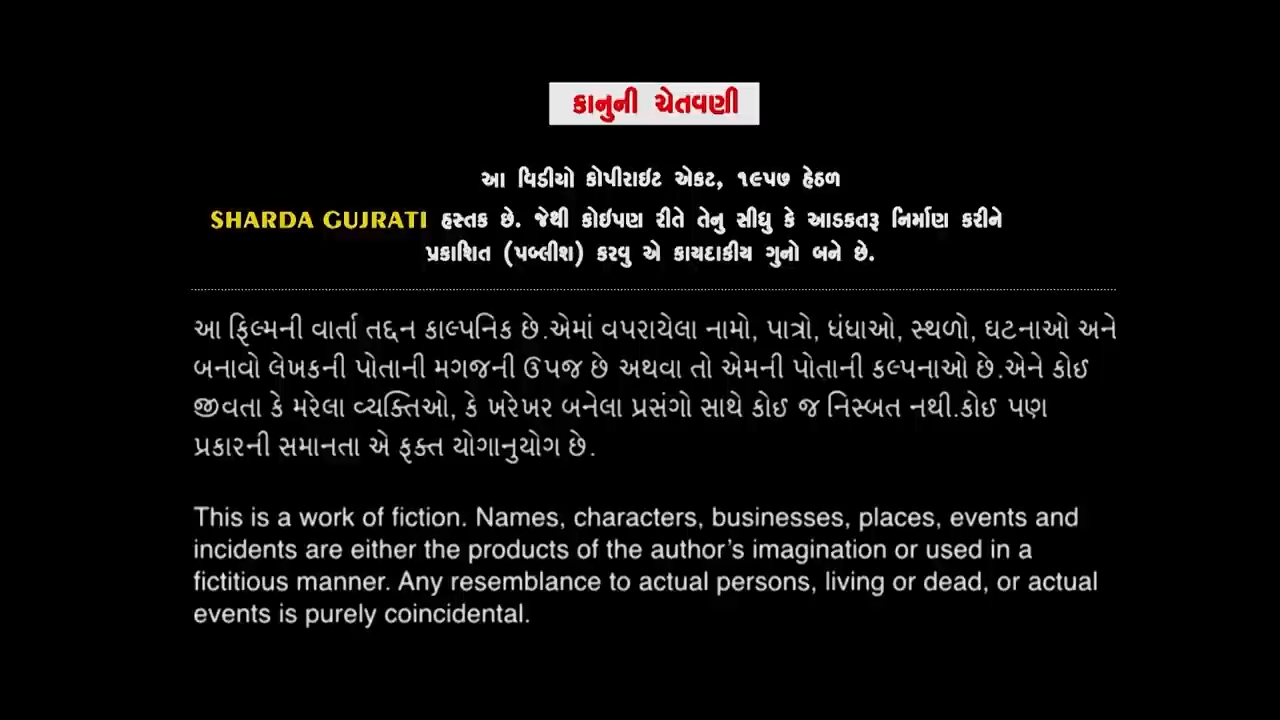 કાનુની ચેતવણી
આ વિડીયો કોપીરાઇટ એકટ, ૧૯૫૭ હેઠળ
SHARDA GUJRATI હસ્તક છે. જેથી કોઇપણ રીતે તેનુ સીધુ કે આડકતરૂ નિર્માણ કરીને
પ્રકાશિત (પબ્લીશ) કરવુ એ કાયદાકીય ગુનો બને છે.
આ ફિલ્મની વાર્તા તદ્દન કાલ્પનિક છે.એમાં વપરાયેલા નામો, પાત્રો, ધંધાઓ, સ્થળો, ઘટનાઓ અને
બનાવો લેખકની પોતાની મગજની ઉપજ છે અથવા તો એમની પોતાની કલ્પનાઓ છે.એને કોઈ
જીવતા કે મરેલા વ્યક્તિઓ, કે ખરેખર બનેલા પ્રસંગો સાથે કોઈ જ નિસ્બત નથી.કોઈ પણ
પ્રકારની સમાનતા એ ફક્ત યોગાનુયોગ છે.
This is a work of fiction. Names, characters, businesses, places, events and
incidents are either the products of the author’s imagination or used in a
fictitious manner. Any resemblance to actual persons, living or dead, or actual
events is purely coincidental.